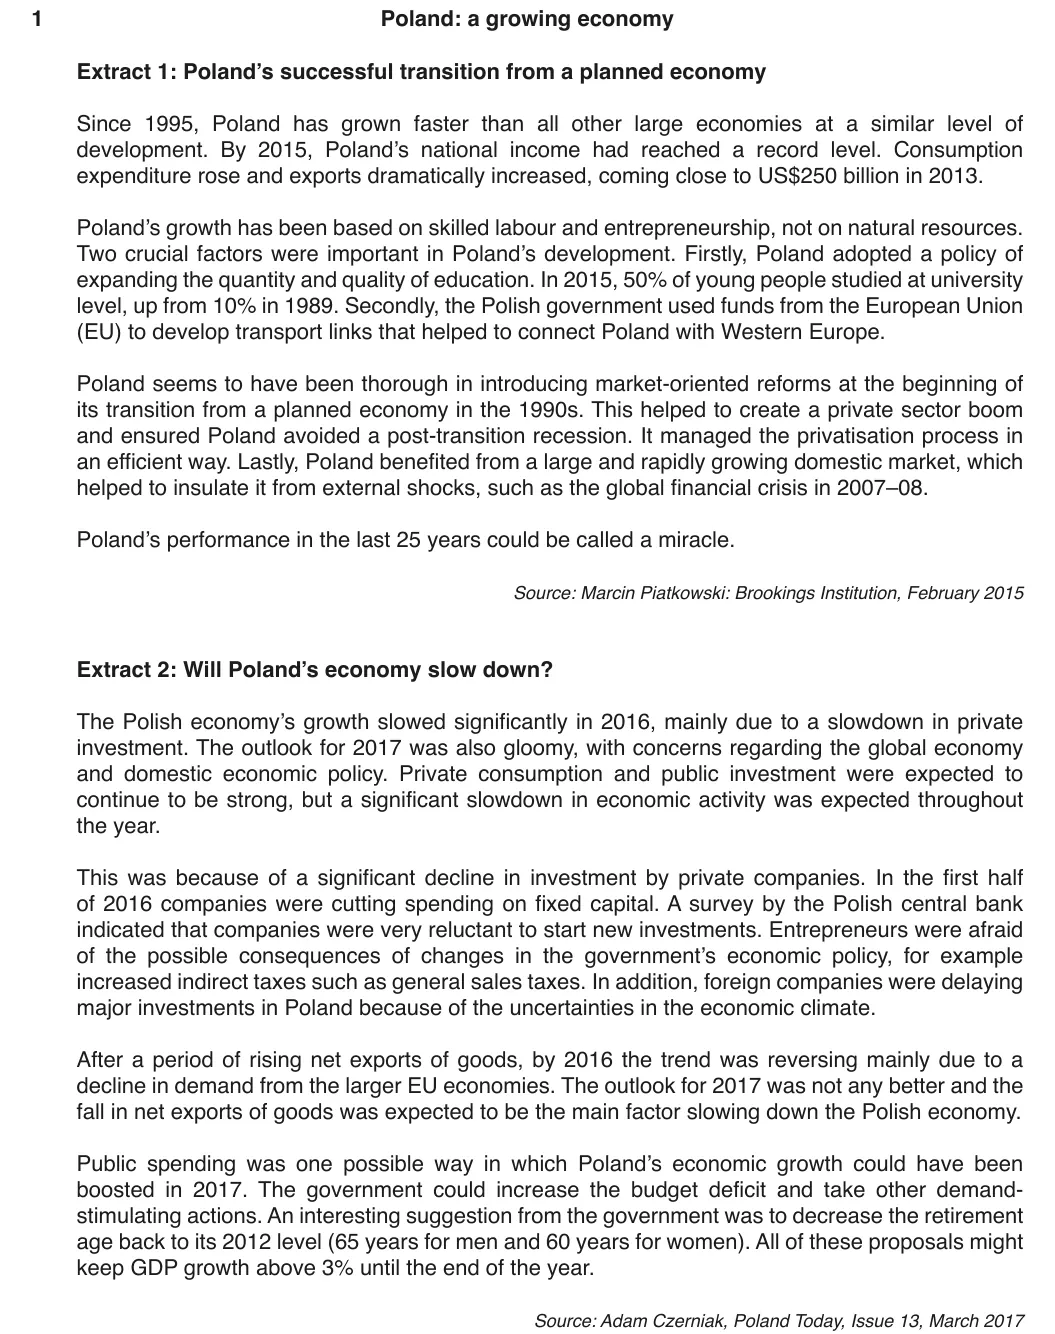 1 Poland: a growing economy
Extract 1: Poland’s successful transition from a planned economy
Since 1995, Poland has grown faster than all other large economies at a similar level of
development. By 2015, Poland’s national income had reached a record level. Consumption
expenditure rose and exports dramatically increased, coming close to US$250 billion in 2013.
Poland’s growth has been based on skilled labour and entrepreneurship, not on natural resources.
Two crucial factors were important in Poland’s development. Firstly, Poland adopted a policy of
expanding the quantity and quality of education. In 2015, 50% of young people studied at university
level, up from 10% in 1989. Secondly, the Polish government used funds from the European Union
(EU) to develop transport links that helped to connect Poland with Western Europe.
Poland seems to have been thorough in introducing market-oriented reforms at the beginning of
its transition from a planned economy in the 1990s. This helped to create a private sector boom
and ensured Poland avoided a post-transition recession. It managed the privatisation process in
an efficient way. Lastly, Poland benefited from a large and rapidly growing domestic market, which
helped to insulate it from external shocks, such as the global financial crisis in 2007–08.
Poland’s performance in the last 25 years could be called a miracle.
Source: Marcin Piatkowski: Brookings Institution, February 2015
Extract 2: Will Poland’s economy slow down?
The Polish economy’s growth slowed significantly in 2016, mainly due to a slowdown in private
investment. The outlook for 2017 was also gloomy, with concerns regarding the global economy
and domestic economic policy. Private consumption and public investment were expected to
continue to be strong, but a significant slowdown in economic activity was expected throughout
the year.
This was because of a significant decline in investment by private companies. In the first half
of 2016 companies were cutting spending on fixed capital. A survey by the Polish central bank
indicated that companies were very reluctant to start new investments. Entrepreneurs were afraid
of the possible consequences of changes in the government’s economic policy, for example
increased indirect taxes such as general sales taxes. In addition, foreign companies were delaying
major investments in Poland because of the uncertainties in the economic climate.
After a period of rising net exports of goods, by 2016 the trend was reversing mainly due to a
decline in demand from the larger EU economies. The outlook for 2017 was not any better and the
fall in net exports of goods was expected to be the main factor slowing down the Polish economy.
Public spending was one possible way in which Poland’s economic growth could have been
boosted in 2017. The government could increase the budget deficit and take other demand-
stimulating actions. An interesting suggestion from the government was to decrease the retirement
age back to its 2012 level (65 years for men and 60 years for women). All of these proposals might
keep GDP growth above 3% until the end of the year.
Source: Adam Czerniak, Poland Today, Issue 13, March 2017